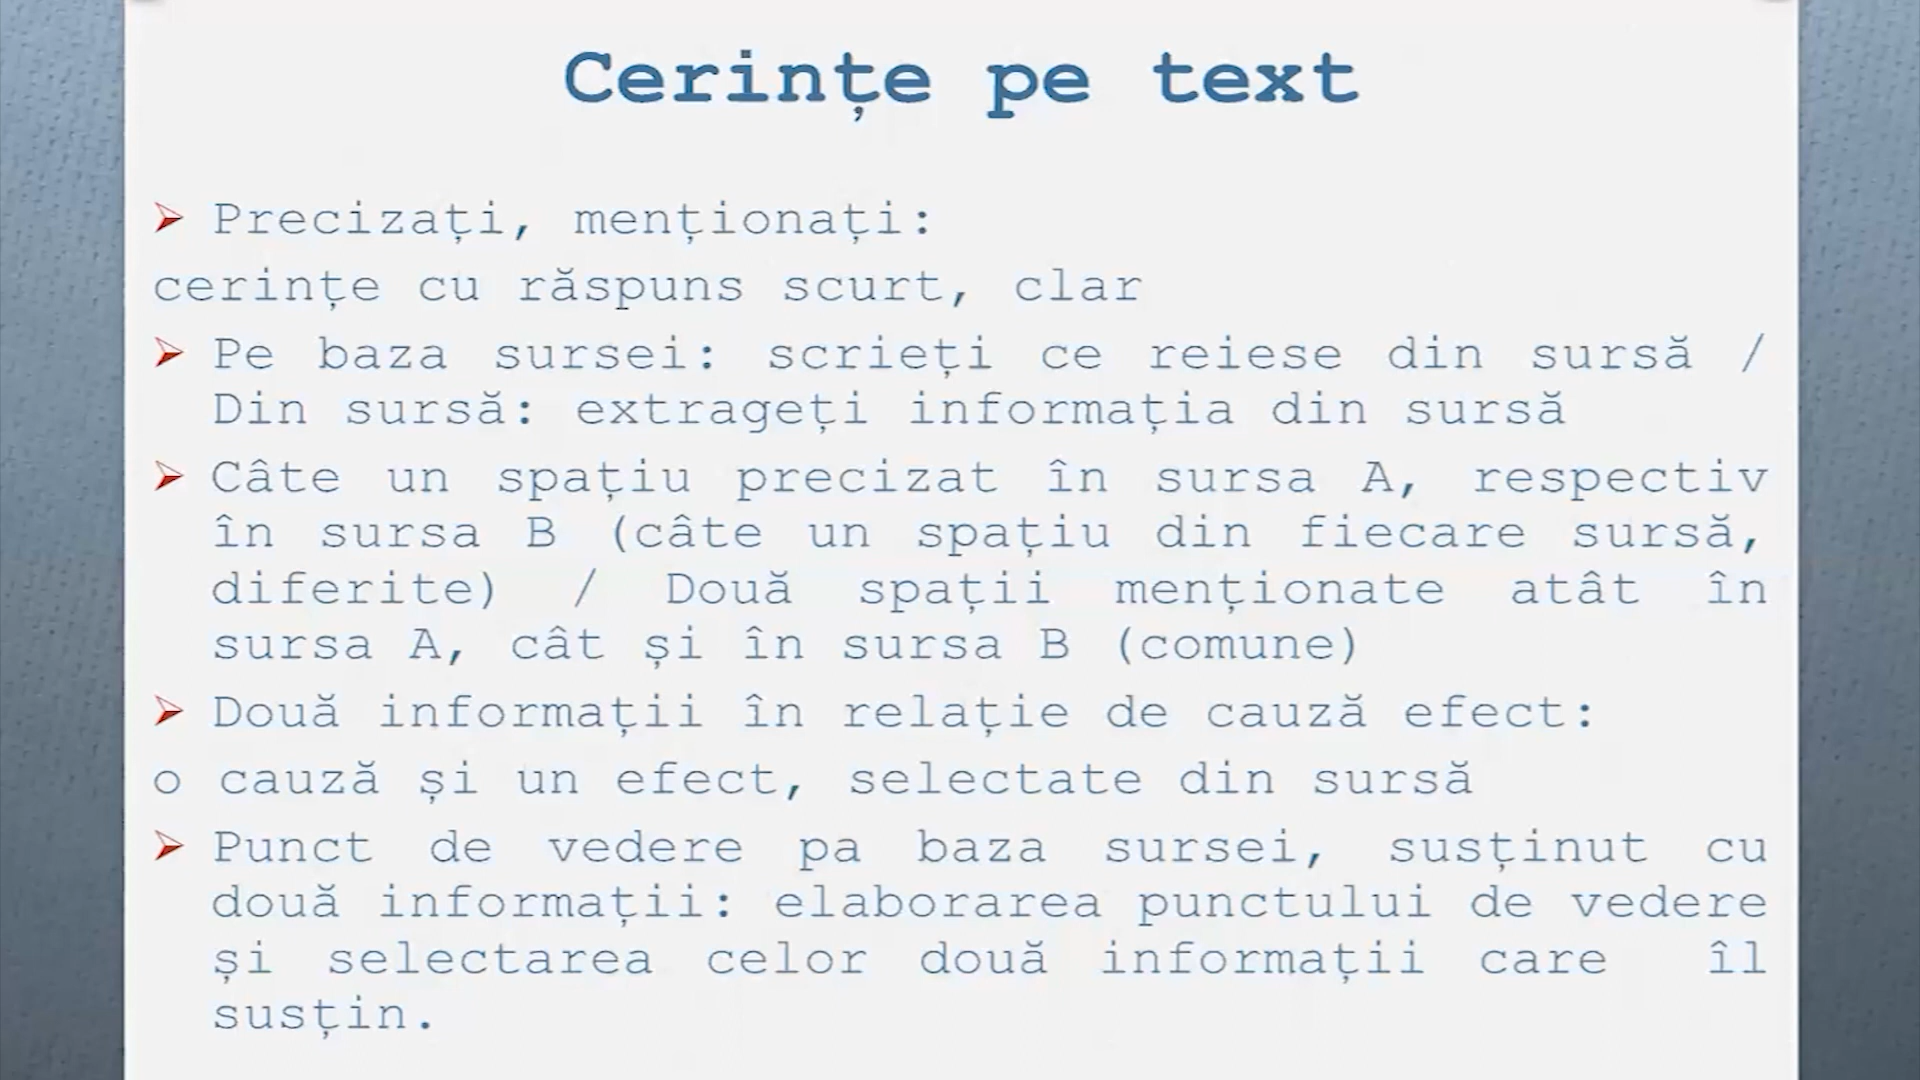 Cerințe pe text
Precizați, menționați:
cerințe cu răspuns scurt, clar
Pe baza sursei: scrieți ce reiese din sursă /
Din sursă: extrageți informația din sursă
Câte un spațiu precizat în sursa A, respectiv
în sursa B (câte un spațiu din fiecare sursă,
diferite) / Două spații menționate atât în
sursa A, cât și în sursa B (comune)
Două informații în relație de cauză efect:
o cauză și un efect, selectate din sursă
Punct de vedere pa baza sursei, susținut cu
două informații: elaborarea punctului de vedere
și selectarea celor două informații care îl
susțin.